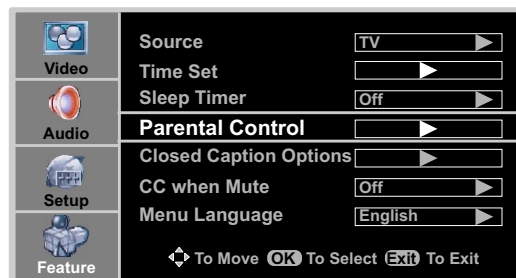 Video
Audio
Setup
Feature
Source TV
Time Set
Sleep Timer Off
Parental Control
Closed Caption Options
CC when Mute Off
Menu Language English
To Move OK To Select Exit To Exit